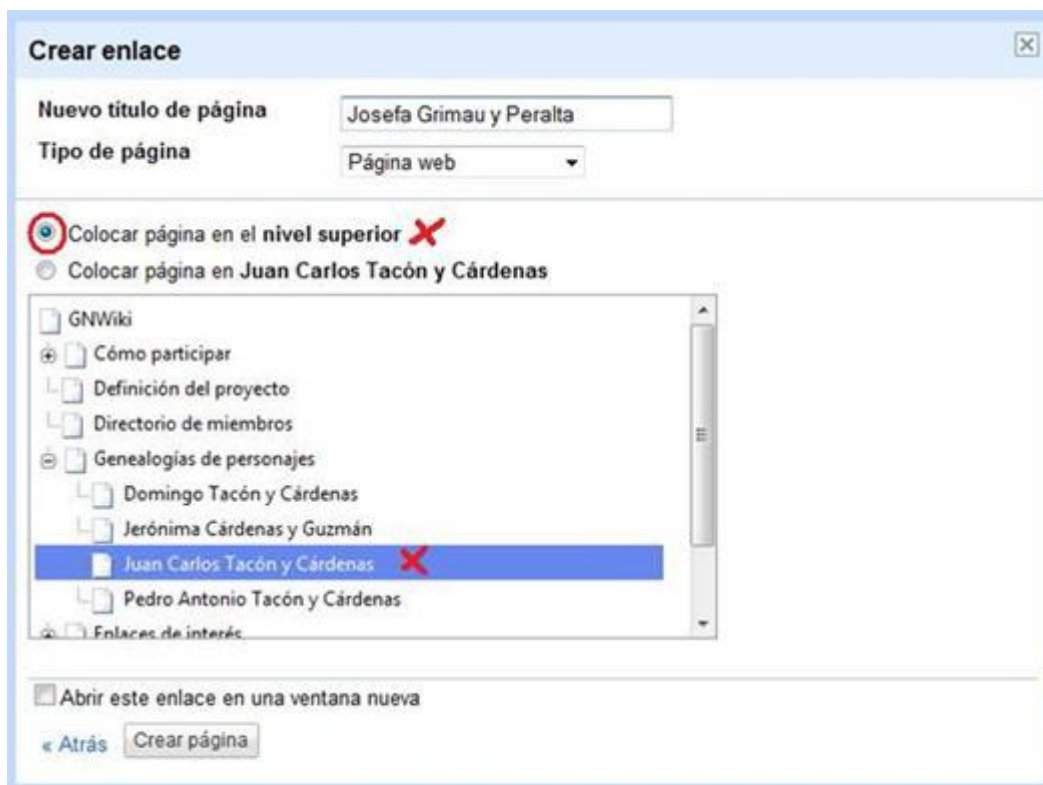 Crear enlace
Nuevo título de página Josefa Grimau y Peralta
Tipo de página Página web
Colocar página en el nivel superior
Colocar página en Juan Carlos Tacón y Cárdenas
GNWiki
Cómo participar
Definición del proyecto
Directorio de miembros
Genealogías de personajes
Domingo Tacón y Cárdenas
Jerónima Cárdenas y Guzmán
Juan Carlos Tacón y Cárdenas
Pedro Antonio Tacón y Cárdenas
Enlaces de interés
Abrir este enlace en una ventana nueva
« Atrás Crear página